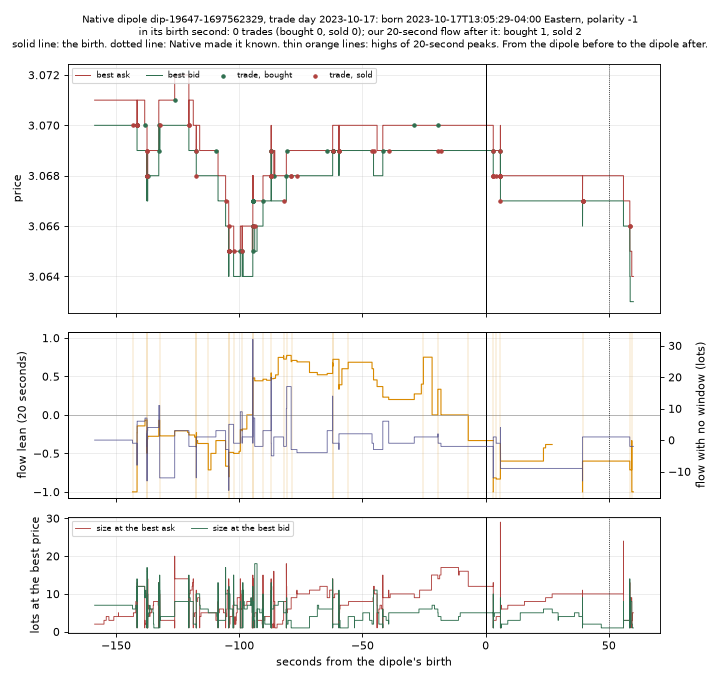 Native dipole dip-19647-1697562329, trade day 2023-10-17: born 2023-10-17T13:05:29-04:00 Eastern, polarity -1
in its birth second: 0 trades (bought 0, sold 0); our 20-second flow after it: bought 1, sold 2
solid line: the birth. dotted line: Native made it known. thin orange lines: highs of 20-second peaks. From the dipole before to the dipole after.
best ask
best bid
trade, bought
trade, sold
3.072
3.070
3.068
3.066
3.064
price
1.0
0.5
0.0
−0.5
−1.0
flow lean (20 seconds)
30
20
10
0
−10
flow with no window (lots)
size at the best ask
size at the best bid
30
20
10
0
lots at the best price
−150
−100
−50
0
50
seconds from the dipole's birth